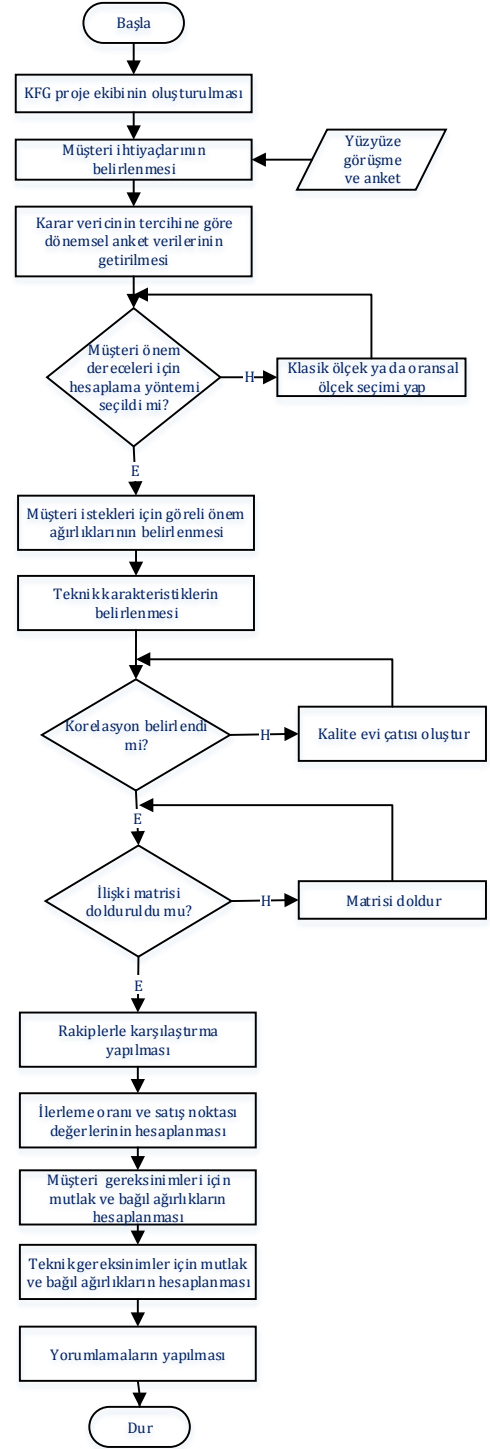 Başla
KFG proje ekibinin oluşturulması
Müşteri ihtiyaçlarının
belirlenmesi
Yüzyüze
görüşme
ve anket
Karar vericinin tercihine göre
dönemsel anket verilerinin
getirilmesi
Müşteri önem
dereceleri için
hesaplama yöntemi
seçildi mi?
H
Klasik ölçek ya da oransal
ölçek seçimi yap
E
Müşteri istekleri için göreli önem
ağırlıklarının belirlenmesi
Teknik karakteristiklerin
belirlenmesi
Korelasyon belirlendi
mi?
H
Kalite evi çatısı oluştur
E
İlişki matrisi
dolduruldu mu?
H
Matrisi doldur
E
Rakiplerle karşılaştırma
yapılması
İlerleme oranı ve satış noktası
değerlerinin hesaplanması
Müşteri gereksinimleri için
mutlak ve bağıl ağırlıkların
hesaplanması
Teknik gereksinimler için mutlak
ve bağıl ağırlıkların hesaplanması
Yorumlamaların yapılması
Dur